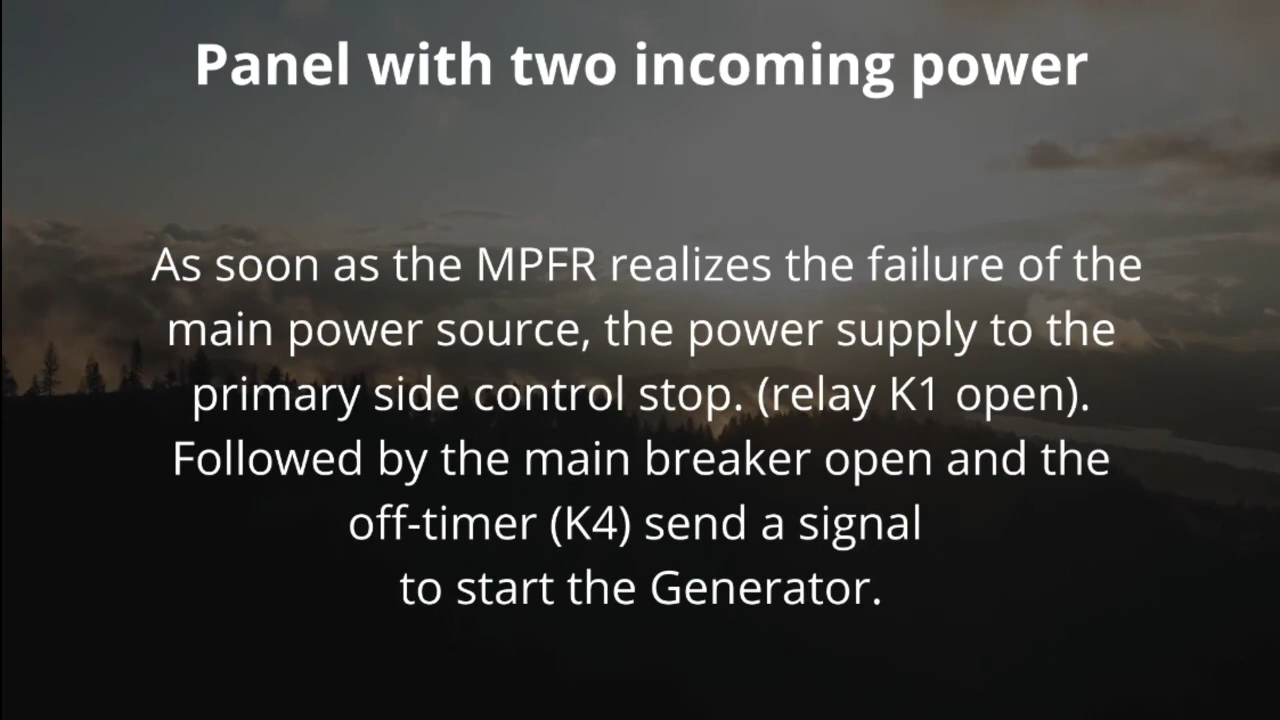 Panel with two incoming power
As soon as the MPFR realizes the failure of the
main power source, the power supply to the
primary side control stop. (relay K1 open).
Followed by the main breaker open and the
off-timer (K4) send a signal
to start the Generator.